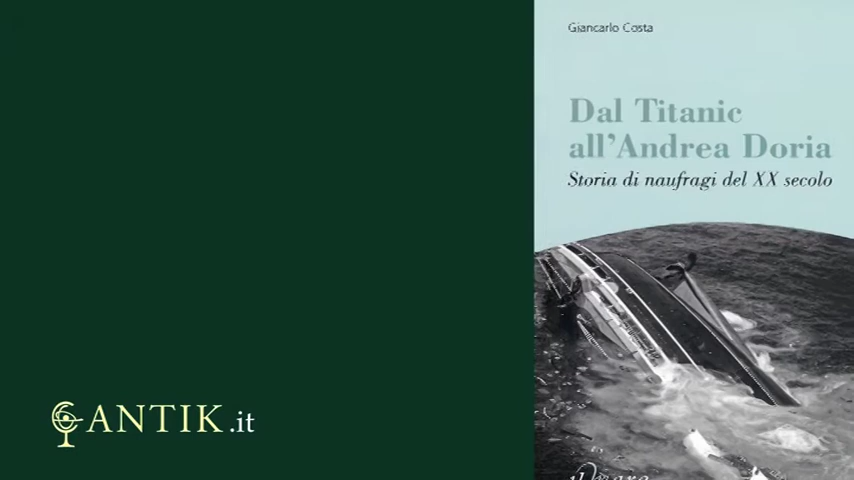 Giancarlo Costa
Dal Titanic
all'Andrea Doria
Storia di naufragi del XX secolo
ANTIK.it